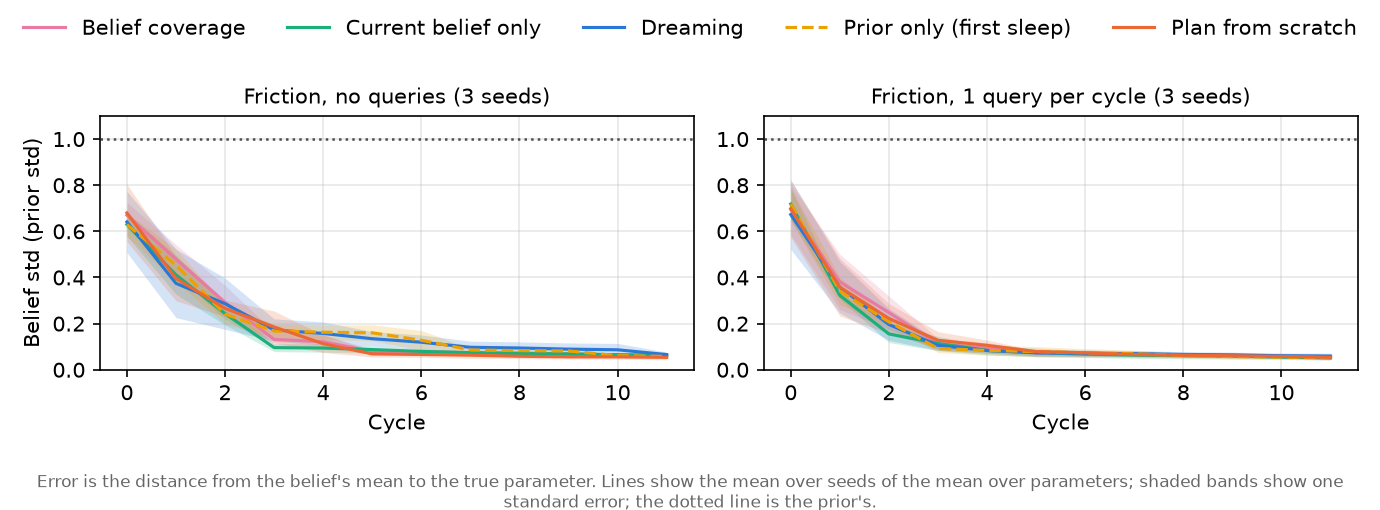 Belief coverage Current belief only Dreaming Prior only (first sleep) Plan from scratch
Friction, no queries (3 seeds) Friction, 1 query per cycle (3 seeds)
Belief std (prior std)
1.0
0.8
0.6
0.4
0.2
0.0
0 2 4 6 8 10
Cycle
1.0
0.8
0.6
0.4
0.2
0.0
0 2 4 6 8 10
Cycle
Error is the distance from the belief's mean to the true parameter. Lines show the mean over seeds of the mean over parameters; shaded bands show one
standard error; the dotted line is the prior's.